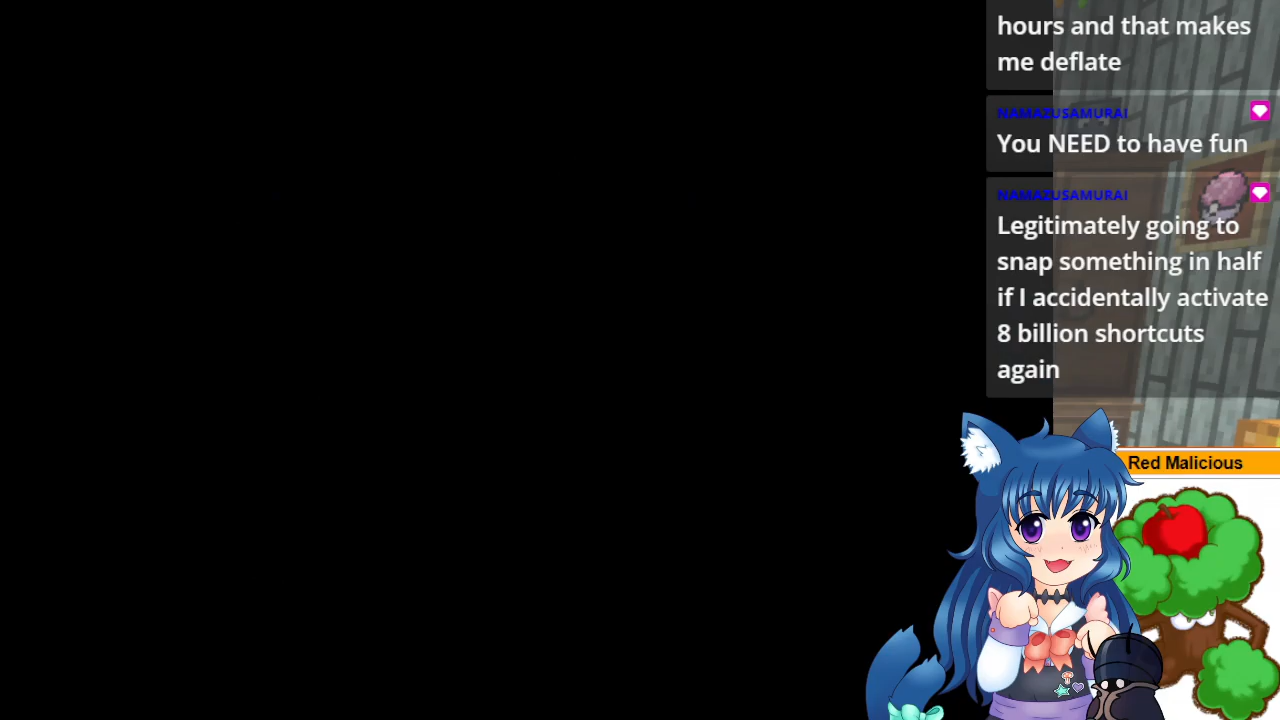 hours and that makes
me deflate
NAMAZUSAMURAI
You NEED to have fun
NAMAZUSAMURAI
Legitimately going to
snap something in half
if I accidentally activate
8 billion shortcuts
again
Red Malicious